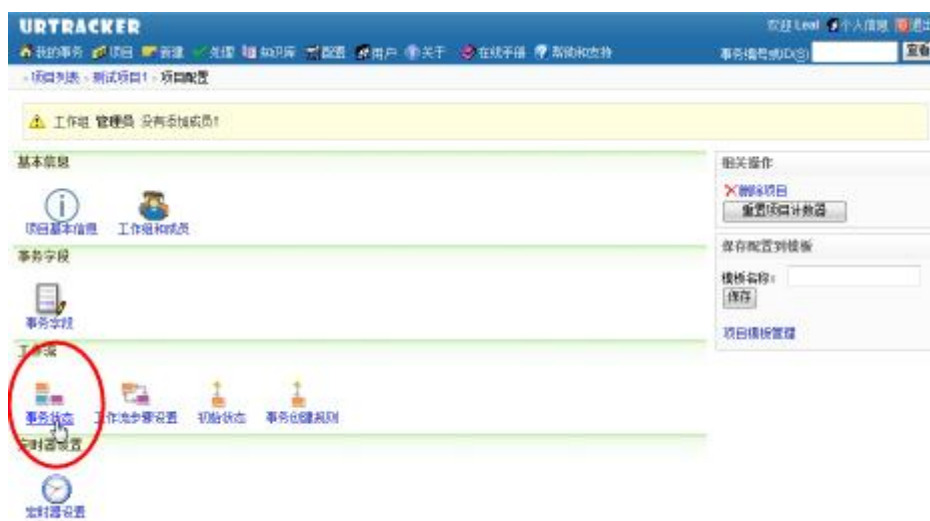 URTRACKER
欢迎 Leal 个人信息 退出
我的事务 项目 新建 处理 知识库 配置 用户 关于 在线手册 帮助和支持
事务编号或ID(S) 查看
项目列表 › 测试项目1 › 项目配置
工作组 管理员 没有添加成员!
基本信息
项目基本信息 工作组和成员
事务字段
事务字段
工作流
事务状态 工作流步骤设置 初始状态 事务创建规则
定时器设置
定时器设置
相关操作
删除项目
重置项目计数器
保存配置到模板
模板名称:
保存
项目模板管理